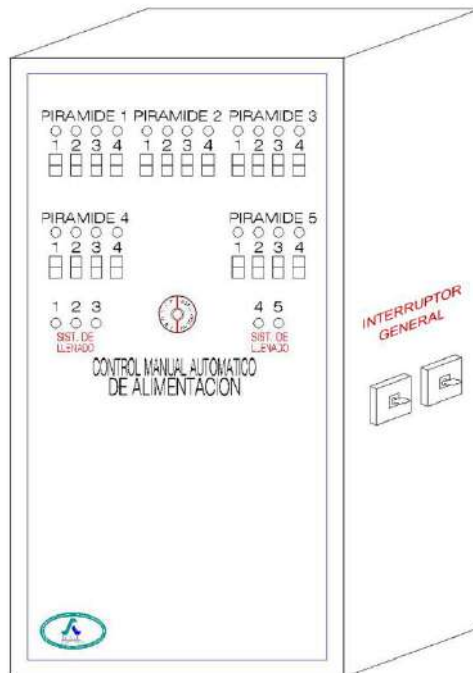 PIRAMIDE 1 PIRAMIDE 2 PIRAMIDE 3
1 2 3 4 1 2 3 4 1 2 3 4
PIRAMIDE 4 PIRAMIDE 5
1 2 3 4 1 2 3 4
1 2 3 4 5
SIST. DE SIST. DE
LLENADO LLENADO
CONTROL MANUAL AUTOMATICO
DE ALIMENTACION
INTERRUPTOR
GENERAL